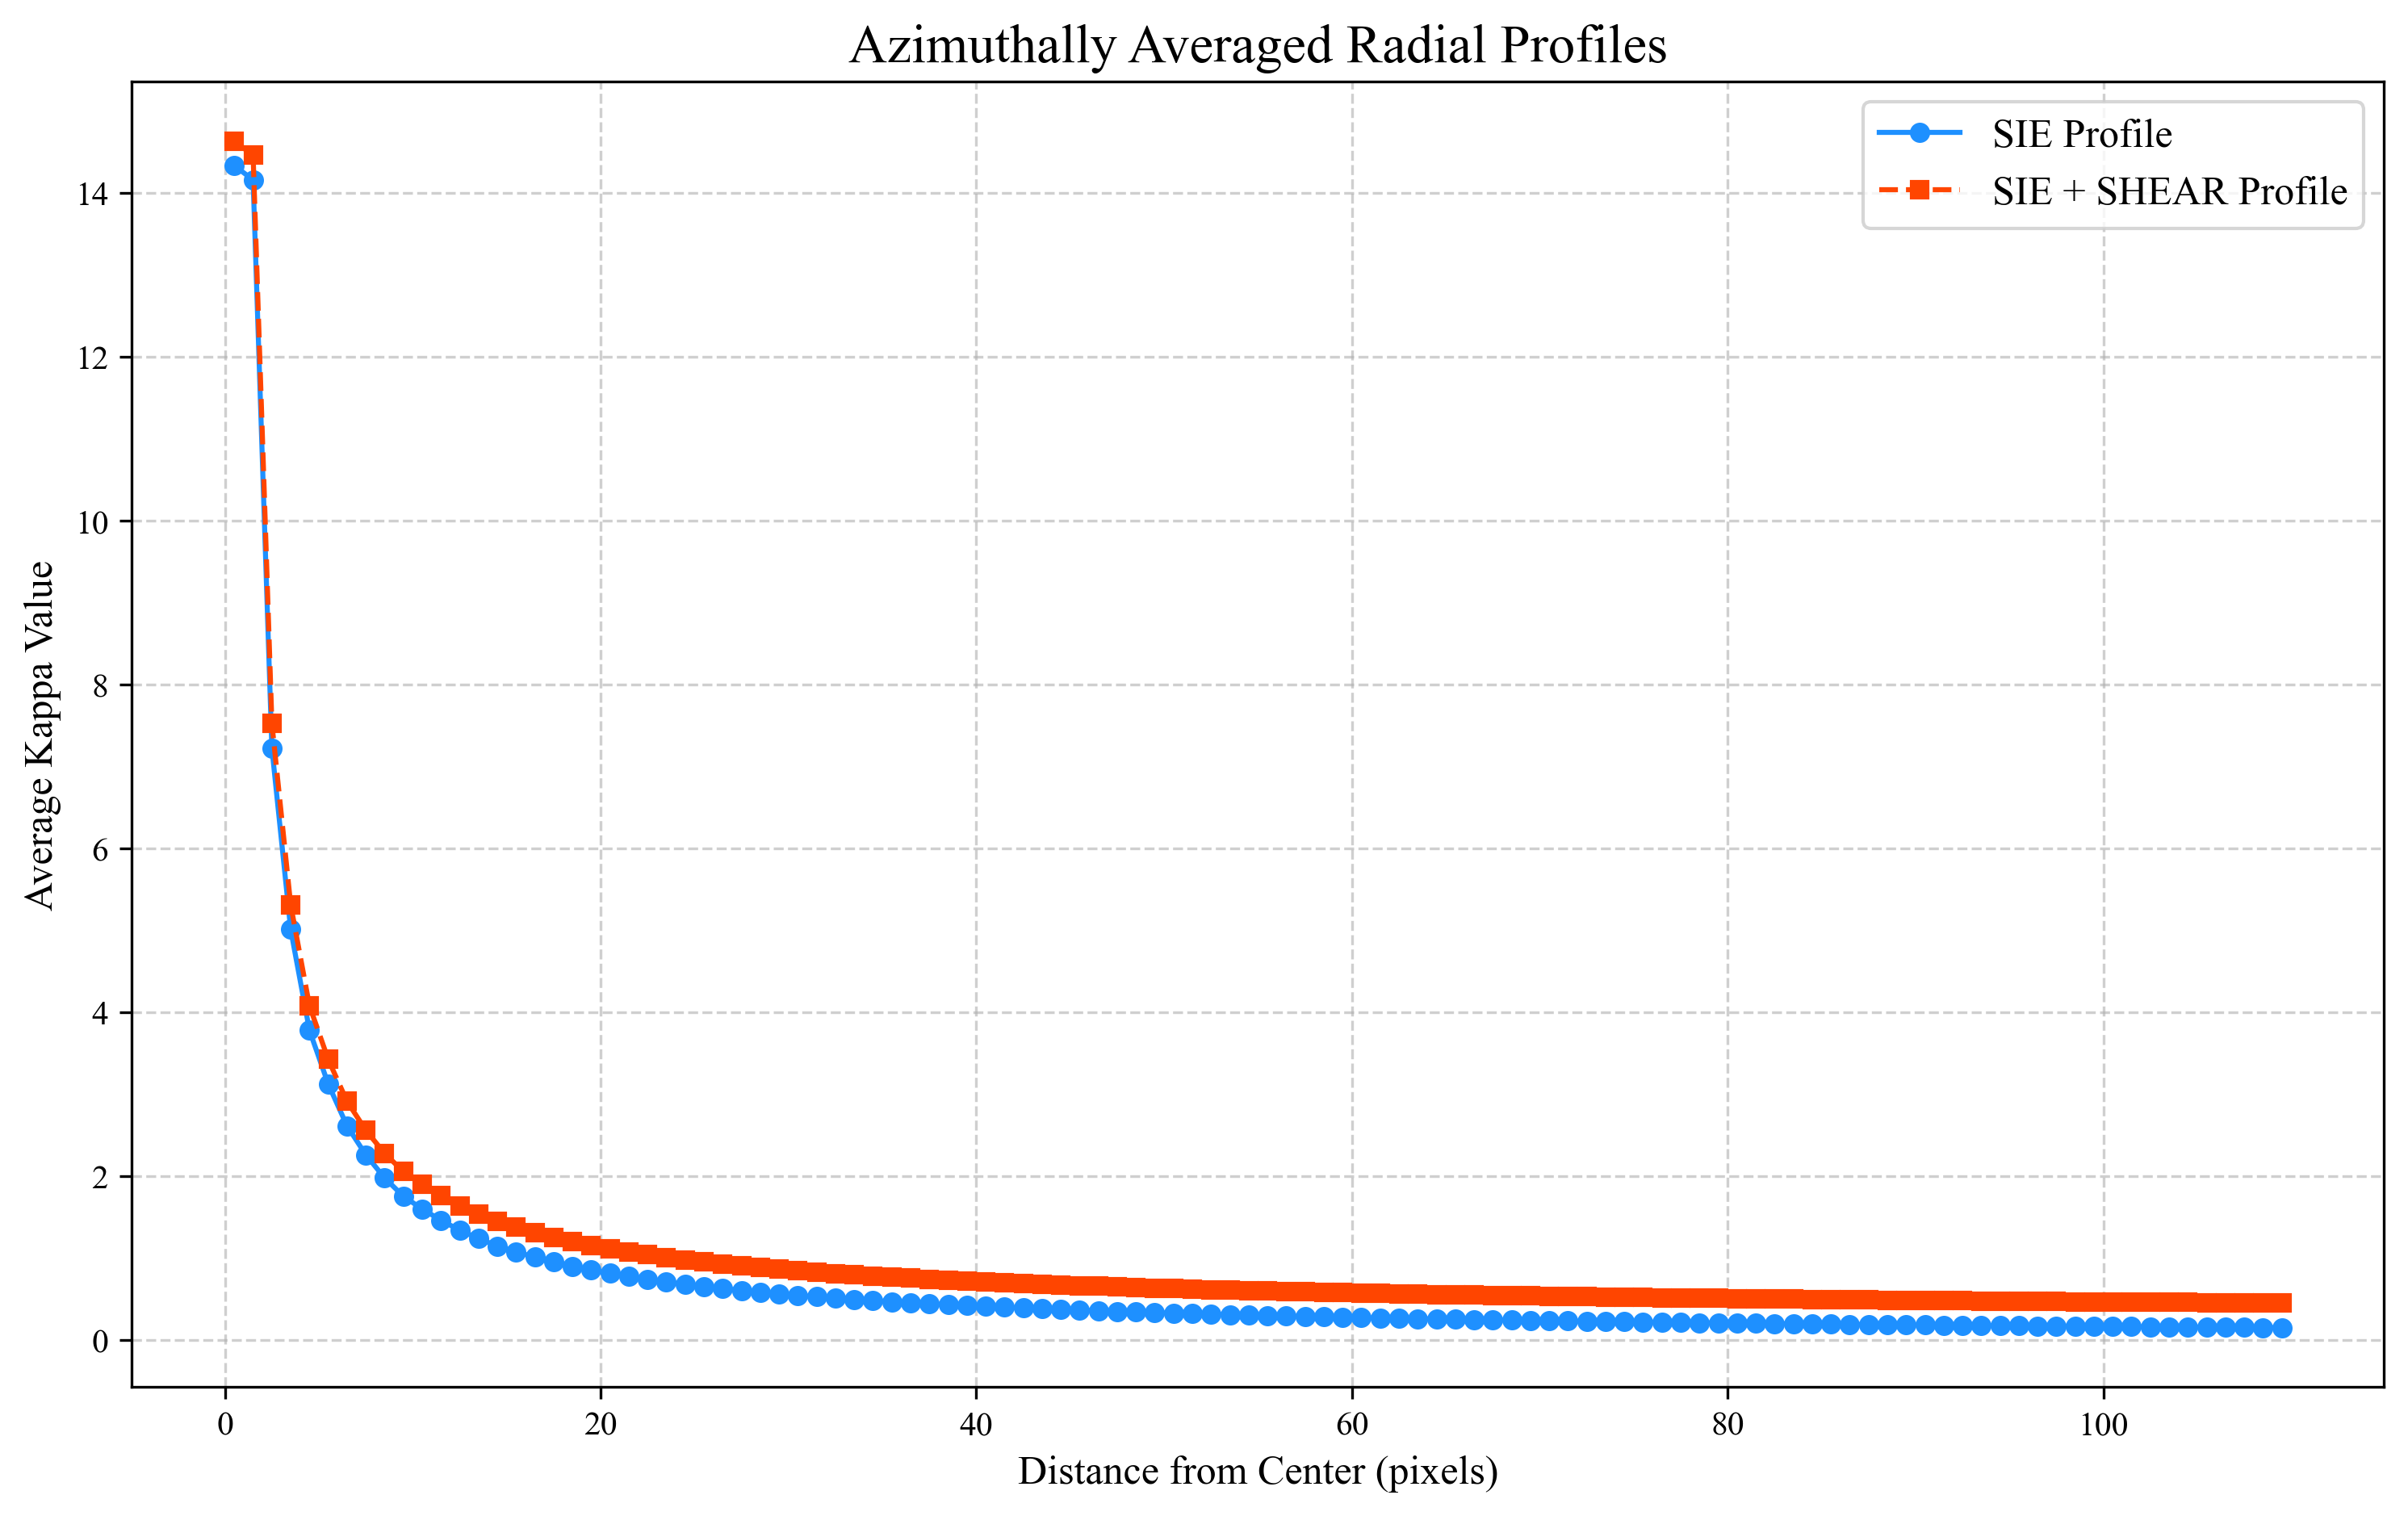 Azimuthally Averaged Radial Profiles
SIE Profile
SIE + SHEAR Profile
Average Kappa Value
14
12
10
8
6
4
2
0
0 20 40 60 80 100
Distance from Center (pixels)